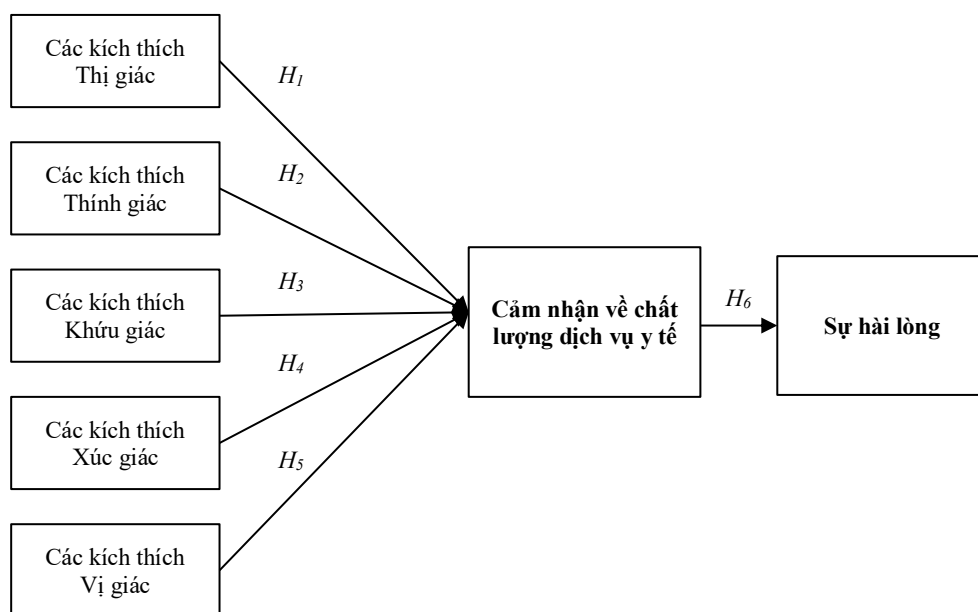 Các kích thích
Thị giác
H1
Các kích thích
Thính giác
H2
Các kích thích
Khứu giác
H3
Các kích thích
Xúc giác
H4
Các kích thích
Vị giác
H5
Cảm nhận về chất
lượng dịch vụ y tế
H6
Sự hài lòng